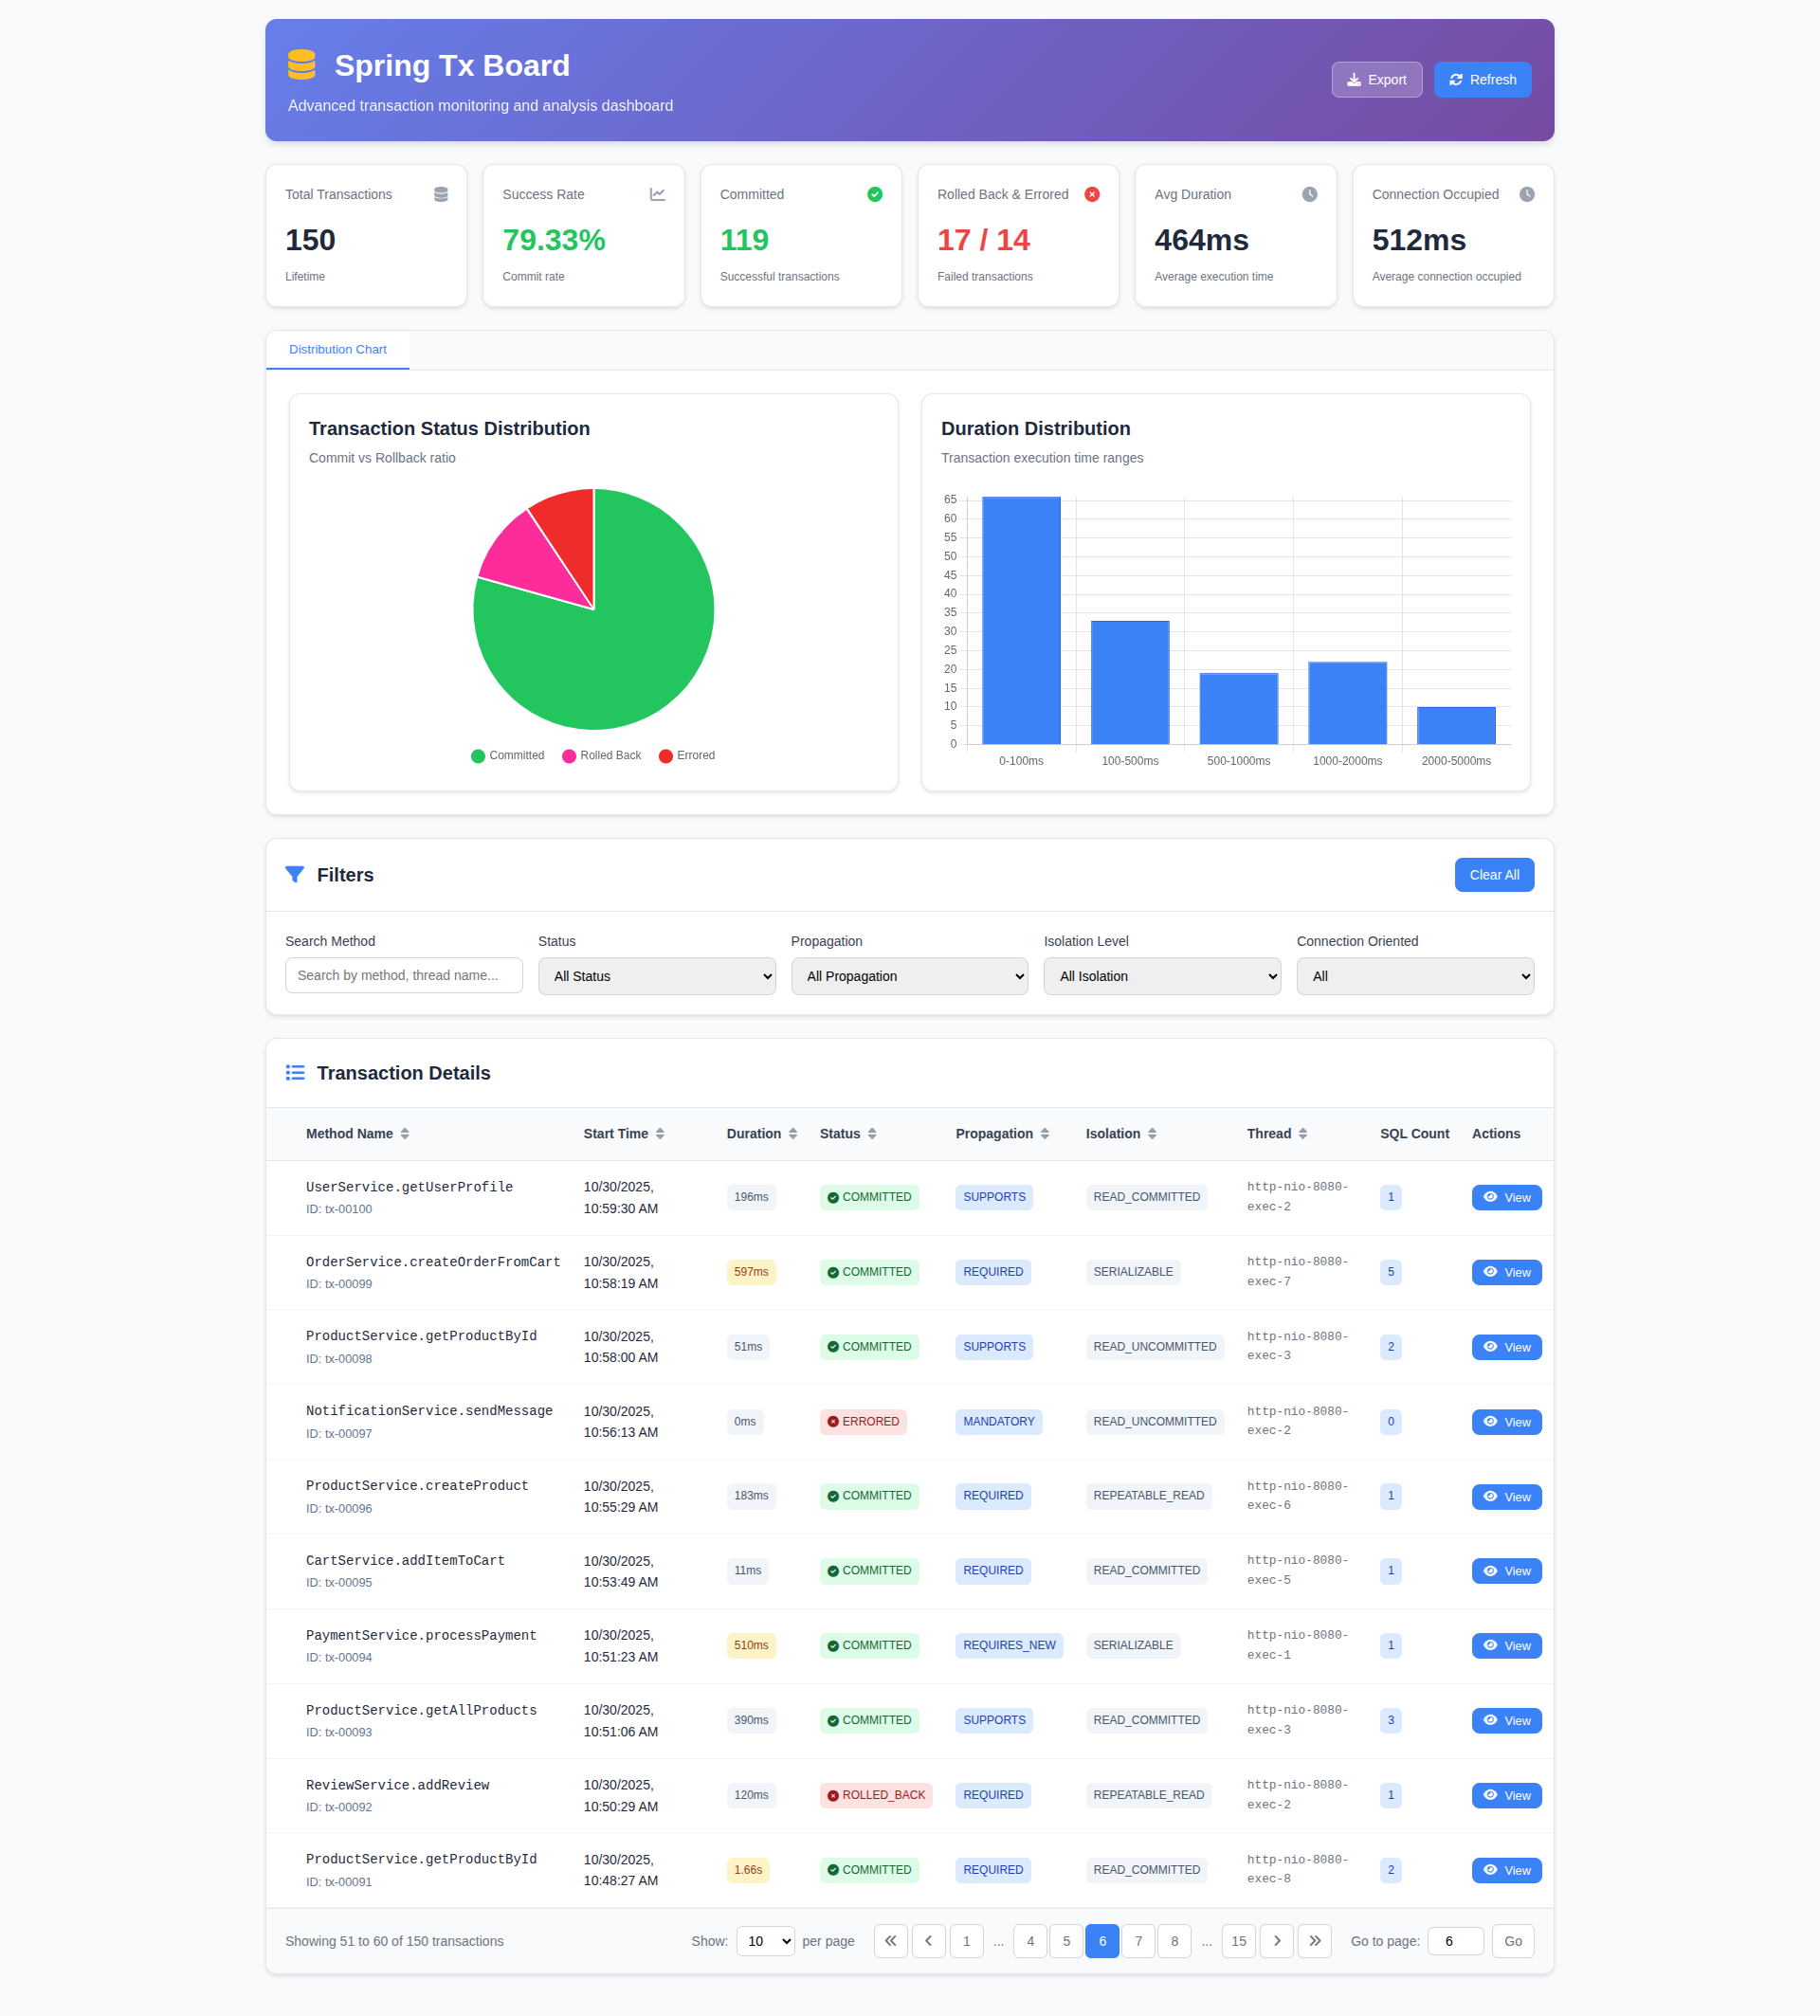 Spring Tx Board
Advanced transaction monitoring and analysis dashboard
Export
Refresh
Total Transactions
150
Lifetime
Success Rate
79.33%
Commit rate
Committed
119
Successful transactions
Rolled Back & Errored
17 / 14
Failed transactions
Avg Duration
464ms
Average execution time
Connection Occupied
512ms
Average connection occupied
Distribution Chart
Transaction Status Distribution
Commit vs Rollback ratio
Committed
Rolled Back
Errored
Duration Distribution
Transaction execution time ranges
65
60
55
50
45
40
35
30
25
20
15
10
5
0
0-100ms
100-500ms
500-1000ms
1000-2000ms
2000-5000ms
Filters
Clear All
Search Method
Search by method, thread name...
Status
All Status
Propagation
All Propagation
Isolation Level
All Isolation
Connection Oriented
All
Transaction Details
Method Name Start Time Duration Status Propagation Isolation Thread SQL Count Actions
UserService.getUserProfile 10/30/2025, http-nio-8080-
196ms COMMITTED SUPPORTS READ_COMMITTED 1 View
ID: tx-00100 10:59:30 AM exec-2
OrderService.createOrderFromCart 10/30/2025, http-nio-8080-
597ms COMMITTED REQUIRED SERIALIZABLE 5 View
ID: tx-00099 10:58:19 AM exec-7
ProductService.getProductById 10/30/2025, http-nio-8080-
51ms COMMITTED SUPPORTS READ_UNCOMMITTED 2 View
ID: tx-00098 10:58:00 AM exec-3
NotificationService.sendMessage 10/30/2025, http-nio-8080-
0ms ERRORED MANDATORY READ_UNCOMMITTED 0 View
ID: tx-00097 10:56:13 AM exec-2
ProductService.createProduct 10/30/2025, http-nio-8080-
183ms COMMITTED REQUIRED REPEATABLE_READ 1 View
ID: tx-00096 10:55:29 AM exec-6
CartService.addItemToCart 10/30/2025, http-nio-8080-
11ms COMMITTED REQUIRED READ_COMMITTED 1 View
ID: tx-00095 10:53:49 AM exec-5
PaymentService.processPayment 10/30/2025, http-nio-8080-
510ms COMMITTED REQUIRES_NEW SERIALIZABLE 1 View
ID: tx-00094 10:51:23 AM exec-1
ProductService.getAllProducts 10/30/2025, http-nio-8080-
390ms COMMITTED SUPPORTS READ_COMMITTED 3 View
ID: tx-00093 10:51:06 AM exec-3
ReviewService.addReview 10/30/2025, http-nio-8080-
120ms ROLLED_BACK REQUIRED REPEATABLE_READ 1 View
ID: tx-00092 10:50:29 AM exec-2
ProductService.getProductById 10/30/2025, http-nio-8080-
1.66s COMMITTED REQUIRED READ_COMMITTED 2 View
ID: tx-00091 10:48:27 AM exec-8
Showing 51 to 60 of 150 transactions Show: 10 per page 1 ... 4 5 6 7 8 ... 15 Go to page: 6 Go